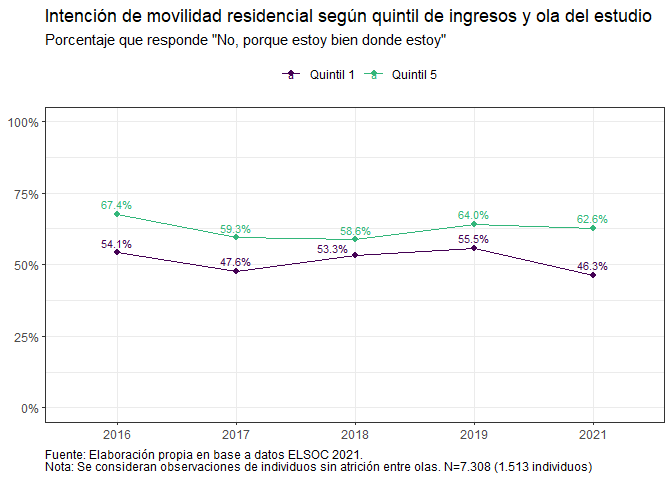 Intención de movilidad residencial según quintil de ingresos y ola del estudio
Porcentaje que responde "No, porque estoy bien donde estoy"
Quintil 1 Quintil 5
100%
75%
50%
25%
0%
67.4%
59.3%
58.6%
64.0%
62.6%
54.1%
47.6%
53.3%
55.5%
46.3%
2016 2017 2018 2019 2021
Fuente: Elaboración propia en base a datos ELSOC 2021.
Nota: Se consideran observaciones de individuos sin atrición entre olas. N=7.308 (1.513 individuos)